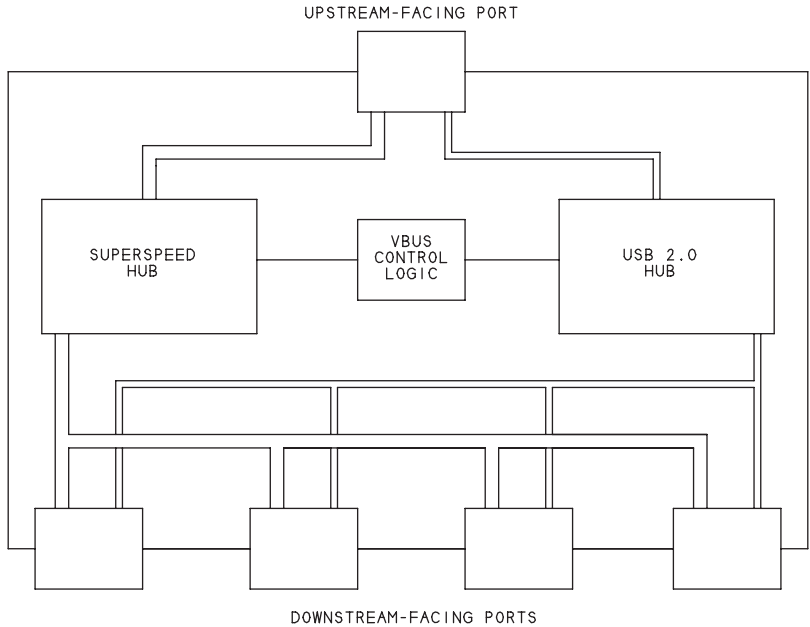 UPSTREAM-FACING PORT
SUPERSPEED
HUB
VBUS
CONTROL
LOGIC
USB 2.0
HUB
DOWNSTREAM-FACING PORTS